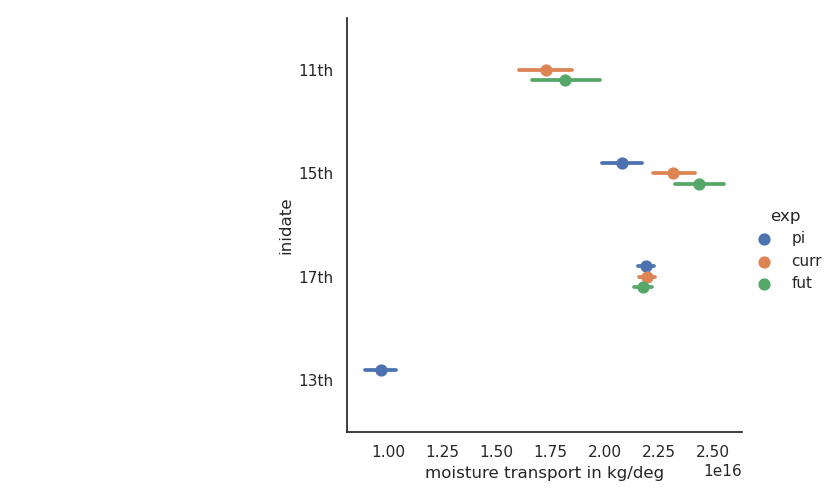 11th
15th
17th
13th
inidate
1.00 1.25 1.50 1.75 2.00 2.25 2.50
1e16
moisture transport in kg/deg
exp
pi
curr
fut